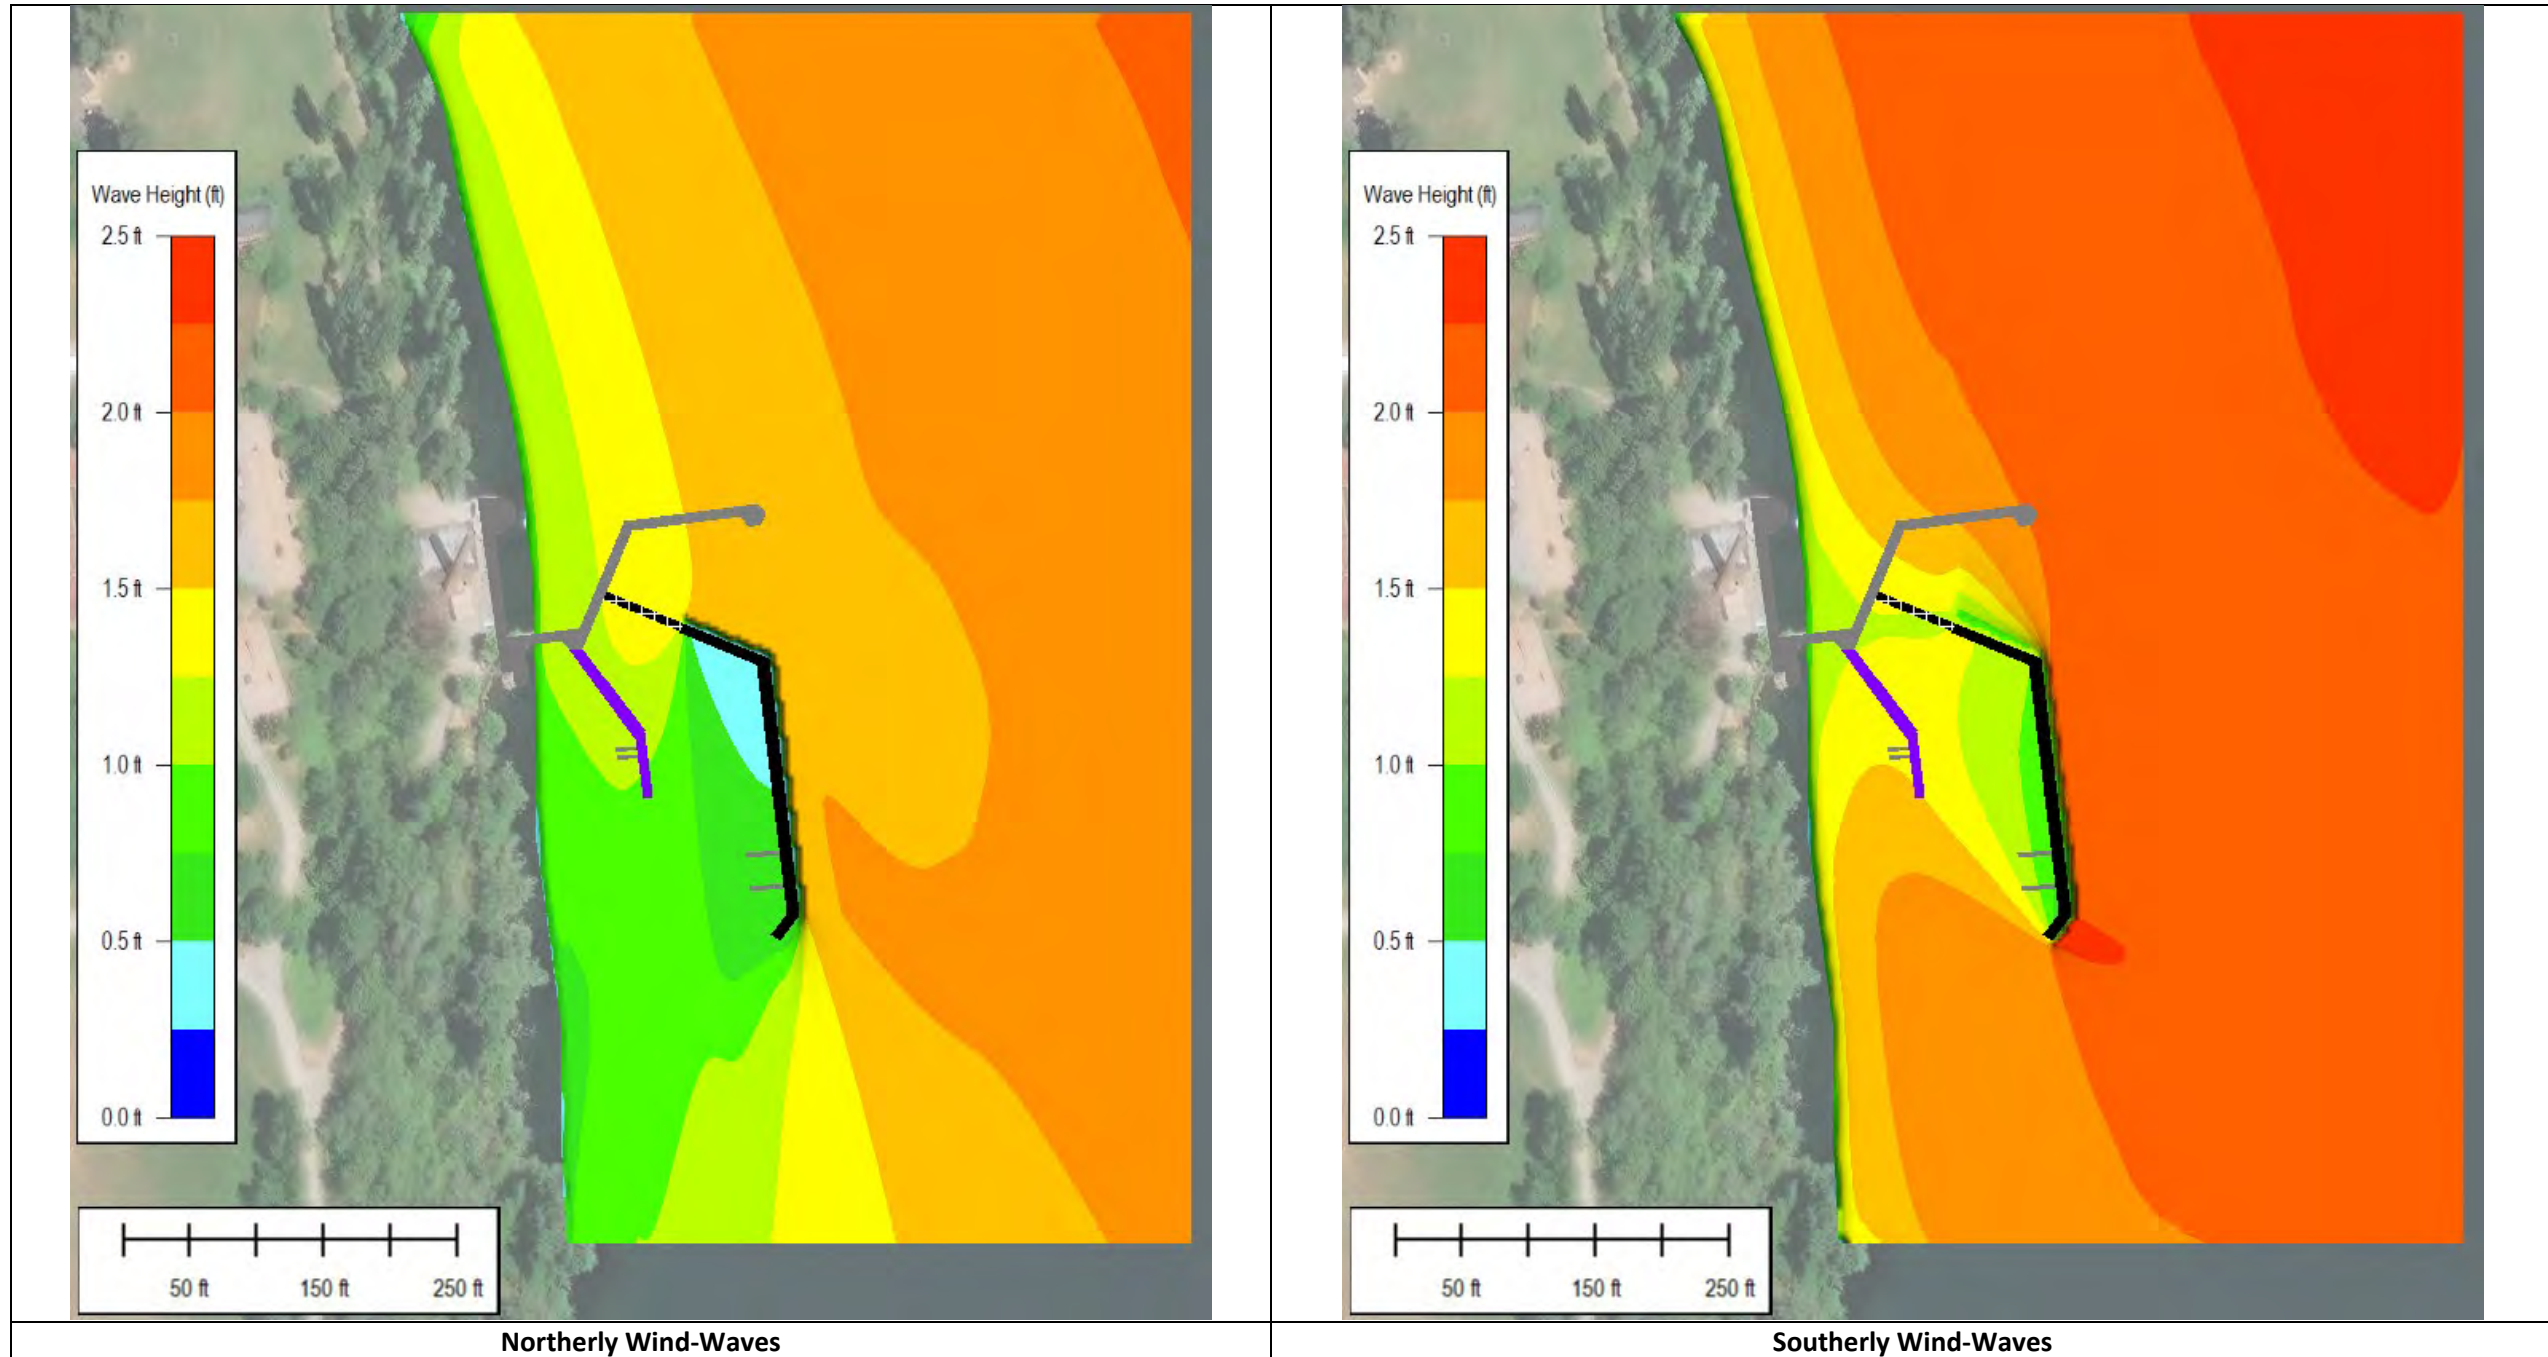 Wave Height (ft)
2.5 ft
2.0 ft
1.5 ft
1.0 ft
0.5 ft
0.0 ft
50 ft 150 ft 250 ft
Northerly Wind-Waves
Wave Height (ft)
2.5 ft
2.0 ft
1.5 ft
1.0 ft
0.5 ft
0.0 ft
50 ft 150 ft 250 ft
Southerly Wind-Waves